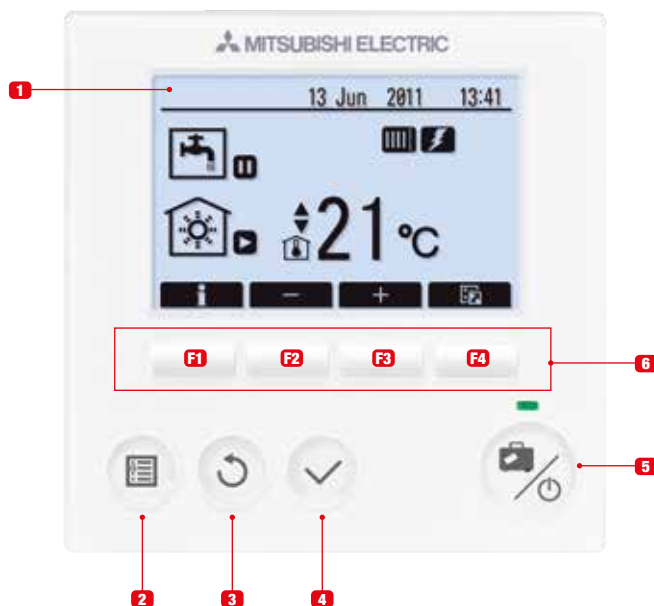 MITSUBISHI ELECTRIC
1
13 Jun 2011 13:41
21 °C
i − +
F1 F2 F3 F4
6
5
2 3 4